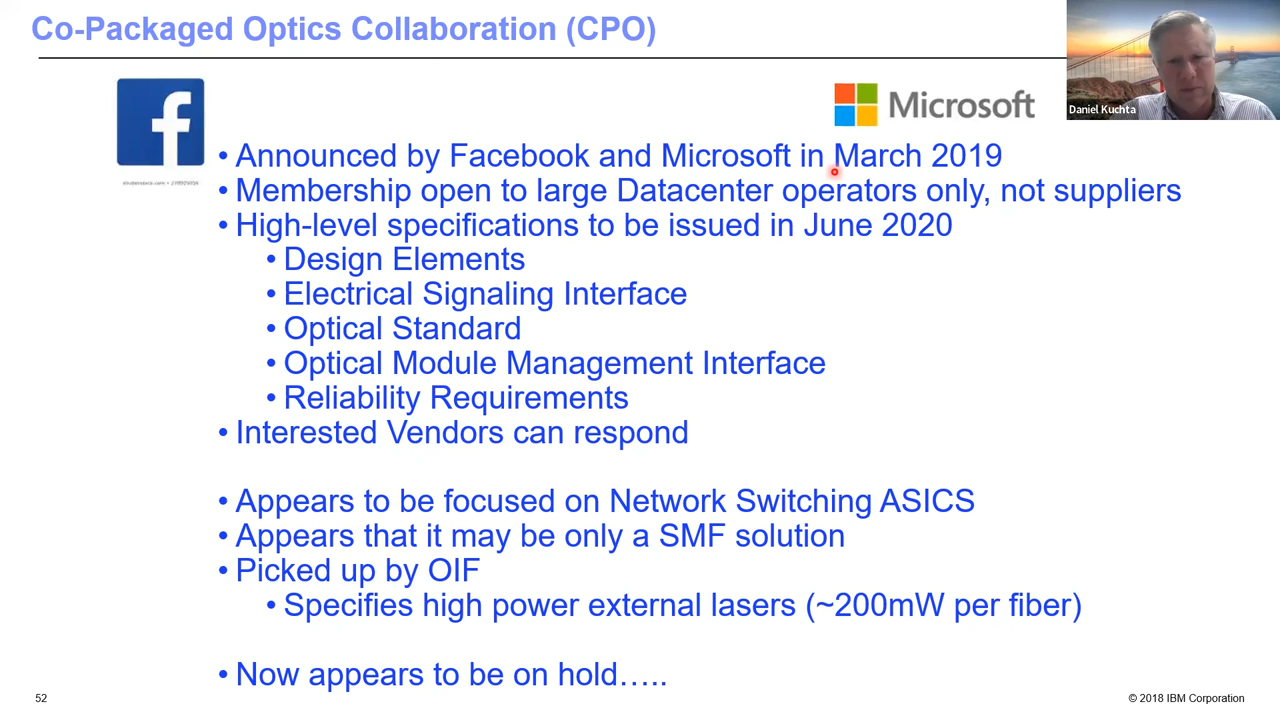 Co-Packaged Optics Collaboration (CPO)
Microsoft
Daniel Kuchta
• Announced by Facebook and Microsoft in March 2019
• Membership open to large Datacenter operators only, not suppliers
• High-level specifications to be issued in June 2020
• Design Elements
• Electrical Signaling Interface
• Optical Standard
• Optical Module Management Interface
• Reliability Requirements
• Interested Vendors can respond
• Appears to be focused on Network Switching ASICS
• Appears that it may be only a SMF solution
• Picked up by OIF
• Specifies high power external lasers (~200mW per fiber)
• Now appears to be on hold…..
52
© 2018 IBM Corporation